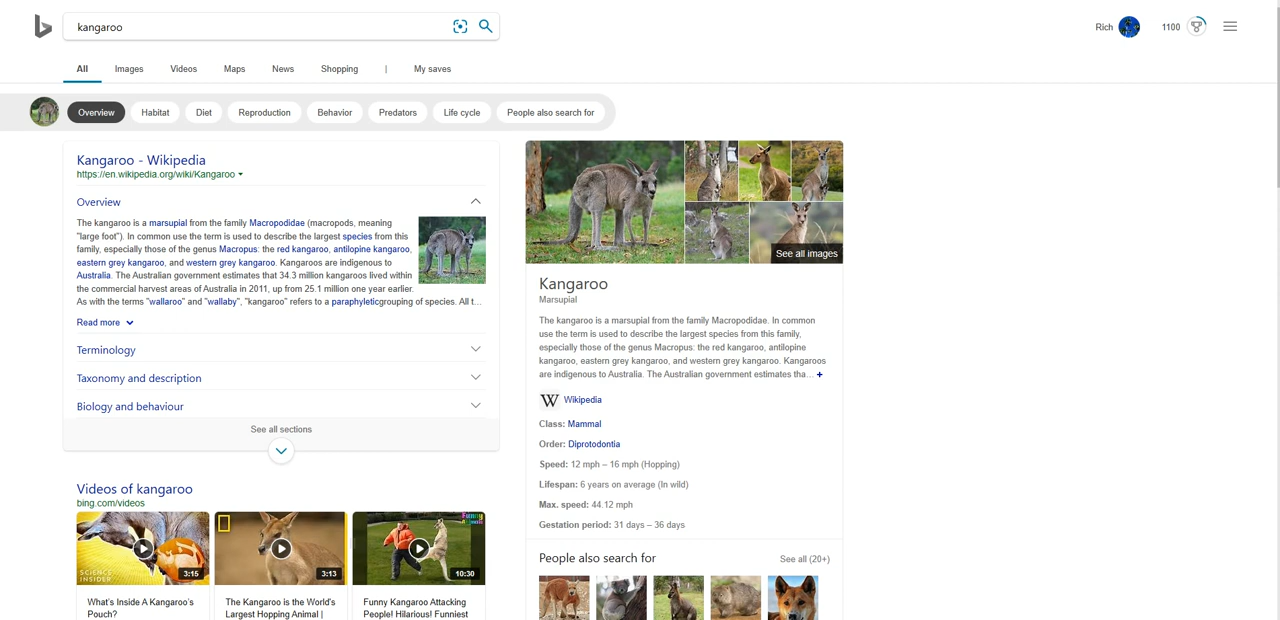 kangaroo
Rich
1100
All
Images
Videos
Maps
News
Shopping
|
My saves
Overview
Habitat
Diet
Reproduction
Behavior
Predators
Life cycle
People also search for
Kangaroo - Wikipedia
https://en.wikipedia.org/wiki/Kangaroo
Overview
The kangaroo is a marsupial from the family Macropodidae (macropods, meaning
"large foot"). In common use the term is used to describe the largest species from this
family, especially those of the genus Macropus: the red kangaroo, antilopine kangaroo,
eastern grey kangaroo, and western grey kangaroo. Kangaroos are indigenous to
Australia. The Australian government estimates that 34.3 million kangaroos lived within
the commercial harvest areas of Australia in 2011, up from 25.1 million one year earlier.
As with the terms "wallaroo" and "wallaby", "kangaroo" refers to a paraphyleticgrouping of species. All t...
Read more
Terminology
Taxonomy and description
Biology and behaviour
See all sections
Videos of kangaroo
bing.com/videos
SCIENCE
INSIDER
3:15
3:13
10:30
What's Inside A Kangaroo's
Pouch?
The Kangaroo is the World's
Largest Hopping Animal |
Funny Kangaroo Attacking
People! Hilarious! Funniest
See all images
Kangaroo
Marsupial
The kangaroo is a marsupial from the family Macropodidae. In common
use the term is used to describe the largest species from this family,
especially those of the genus Macropus: the red kangaroo, antilopine
kangaroo, eastern grey kangaroo, and western grey kangaroo. Kangaroos
are indigenous to Australia. The Australian government estimates tha... +
W Wikipedia
Class: Mammal
Order: Diprotodontia
Speed: 12 mph – 16 mph (Hopping)
Lifespan: 6 years on average (In wild)
Max. speed: 44.12 mph
Gestation period: 31 days – 36 days
People also search for
See all (20+)